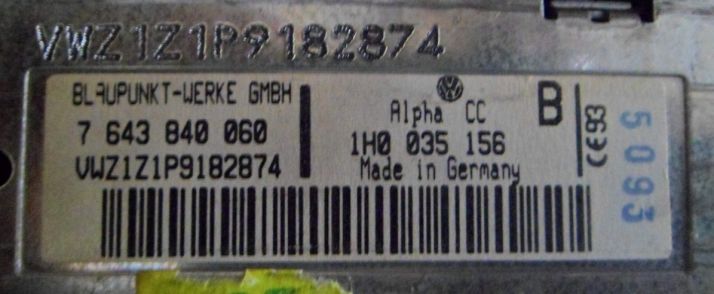 VWZ1Z1P9182874
BLAUPUNKT-WERKE GMBH
7 643 840 060
VWZ1Z1P9182874
Alpha CC
1H0 035 156
Made in Germany
B
CE93
5093